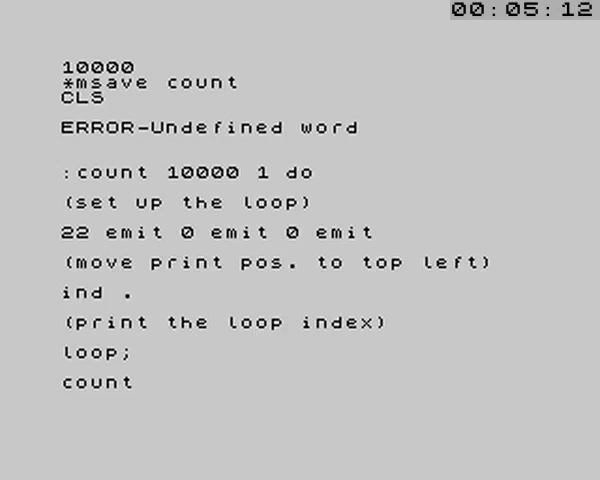 00:05:12
10000
*msave count
CLS
ERROR-Undefined word
:count 10000 1 do
(set up the loop)
22 emit 0 emit 0 emit
(move print pos. to top left)
ind .
(print the loop index)
loop;
count